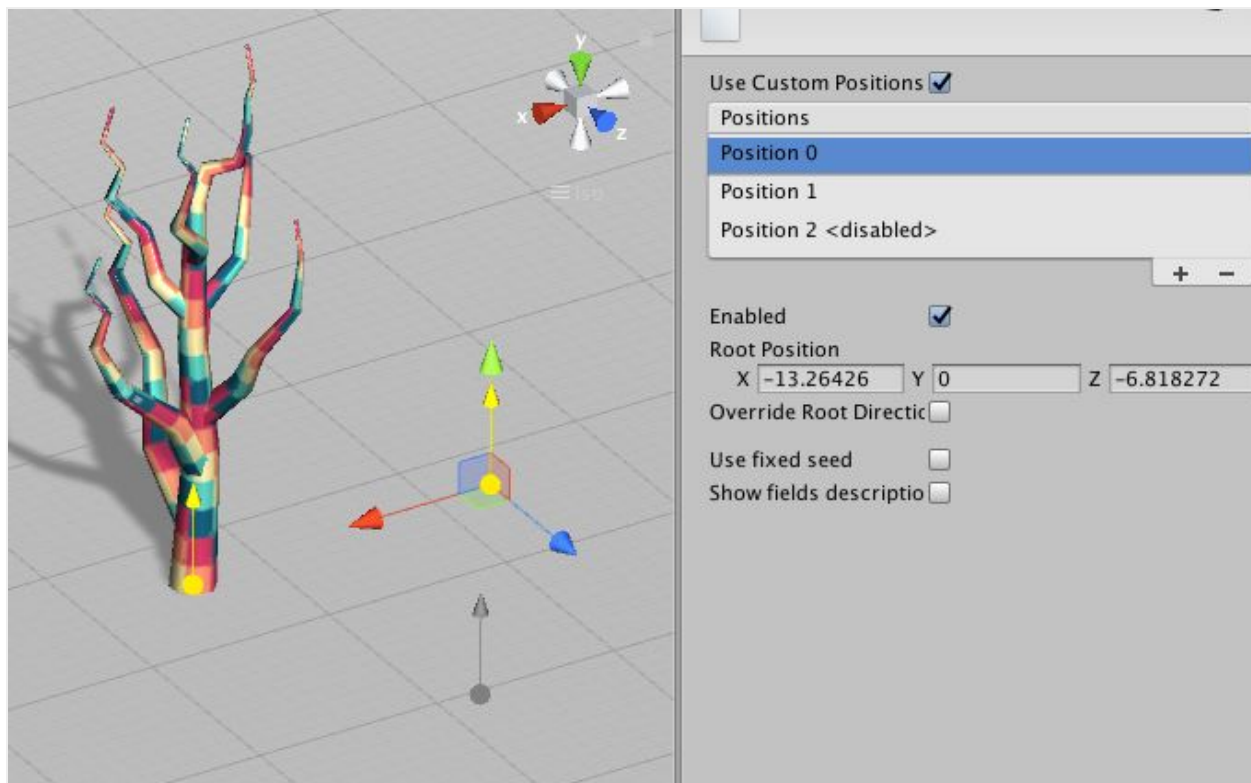 y
x
z
Iso
Use Custom Positions
Positions
Position 0
Position 1
Position 2 <disabled>
+ −
Enabled
Root Position
X -13.26426 Y 0 Z -6.818272
Override Root Directic
Use fixed seed
Show fields descriptio